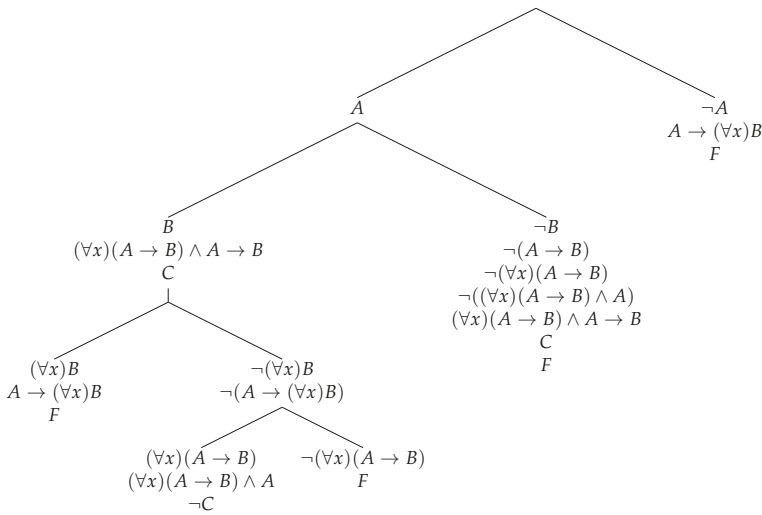 A
¬A
A → (∀x)B
F
B
(∀x)(A → B) ∧ A → B
C
¬B
¬(A → B)
¬(∀x)(A → B)
¬((∀x)(A → B) ∧ A)
(∀x)(A → B) ∧ A → B
C
F
(∀x)B
A → (∀x)B
F
¬(∀x)B
¬(A → (∀x)B)
(∀x)(A → B)
(∀x)(A → B) ∧ A
¬C
¬(∀x)(A → B)
F